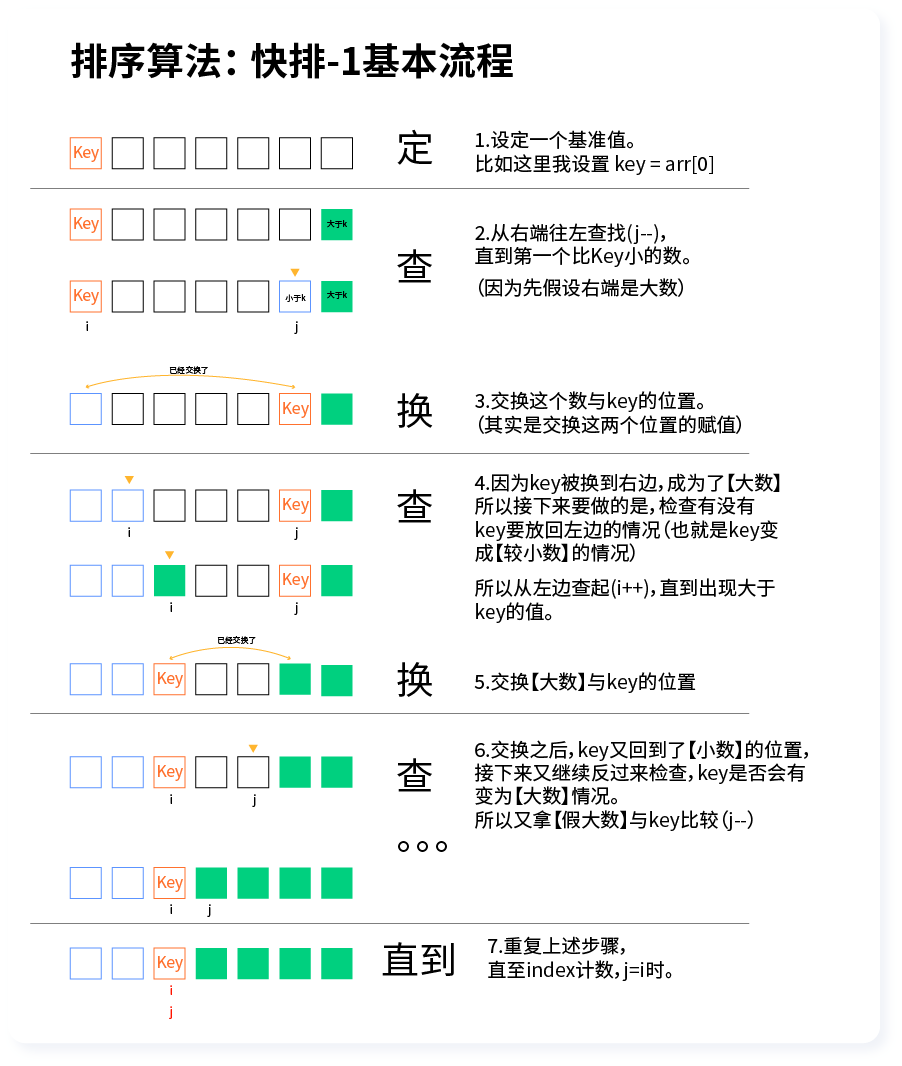 排序算法：快排-1基本流程
Key
定
1.设定一个基准值。
比如这里我设置 key = arr[0]
Key
大于k
查
2.从右端往左查找(j--),
直到第一个比Key小的数。
（因为先假设右端是大数）
Key
小于k
大于k
i
j
已经交换了
Key
换
3.交换这个数与key的位置。
（其实是交换这两个位置的赋值）
Key
i
j
查
4.因为key被换到右边，成为了【大数】
所以接下来要做的是，检查有没有
key要放回左边的情况（也就是key变
成【较小数】的情况）
所以从左边查起(i++)，直到出现大于
key的值。
Key
i
j
已经交换了
Key
换
5.交换【大数】与key的位置
Key
i
j
查
6.交换之后，key又回到了【小数】的位置，
接下来又继续反过来检查，key是否会有
变为【大数】情况。
所以又拿【假大数】与key比较（j--）
。。。
Key
i
j
Key
i
j
直到
7.重复上述步骤，
直至index计数，j=i时。